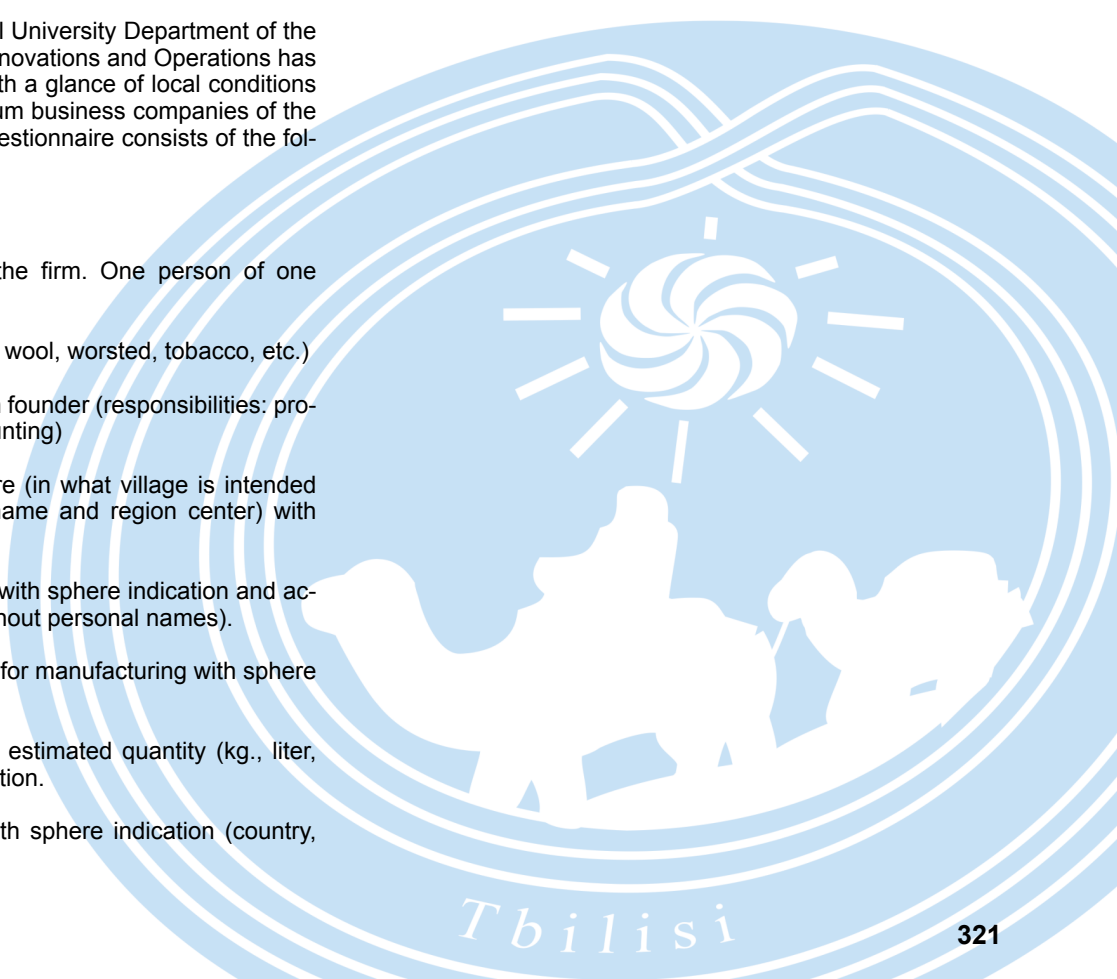 l University Department of the
novations and Operations has
th a glance of local conditions
um business companies of the
estionnaire consists of the fol-
the firm. One person of one
wool, worsted, tobacco, etc.)
founder (responsibilities: pro-
unting)
re (in what village is intended
name and region center) with
with sphere indication and ac-
hout personal names).
for manufacturing with sphere
estimated quantity (kg., liter,
tion.
th sphere indication (country,
Tbilisi
321